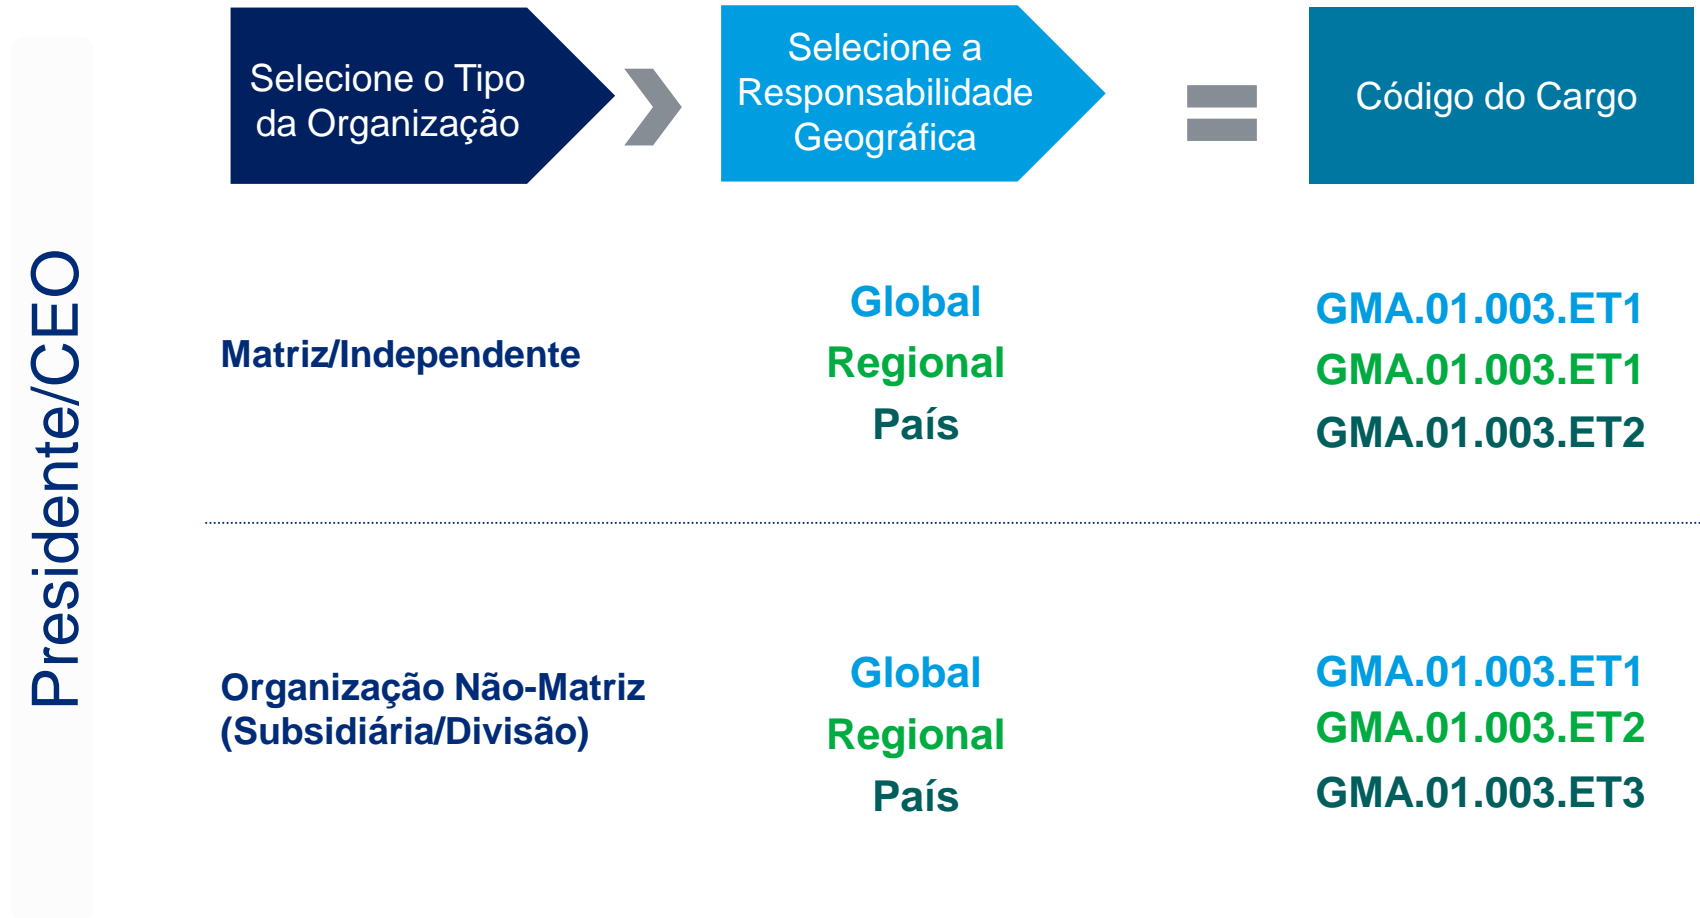 Presidente/CEO
Selecione o Tipo
da Organização
Selecione a
Responsabilidade
Geográfica
Código do Cargo
Matriz/Independente
Global
Regional
País
GMA.01.003.ET1
GMA.01.003.ET1
GMA.01.003.ET2
Organização Não-Matriz
(Subsidiária/Divisão)
Global
Regional
País
GMA.01.003.ET1
GMA.01.003.ET2
GMA.01.003.ET3